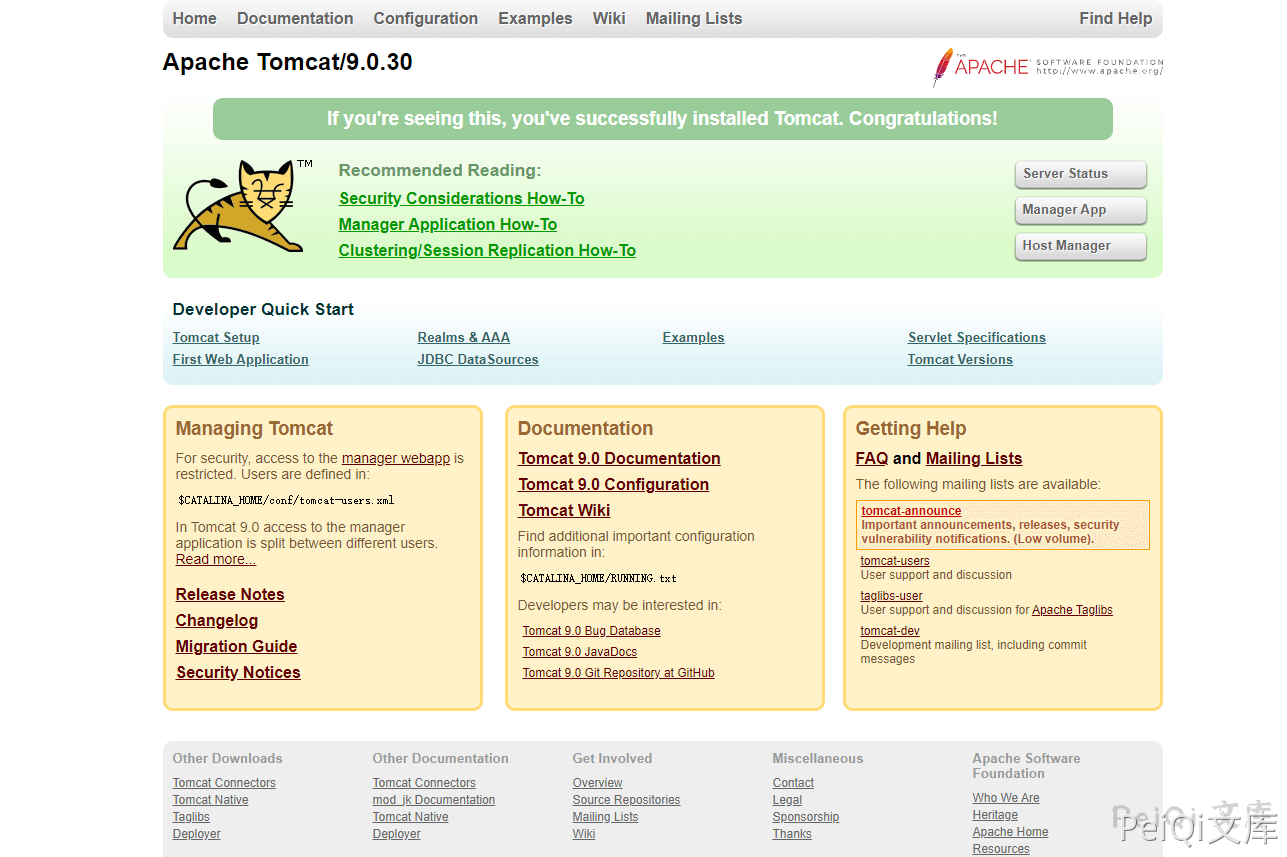 Home Documentation Configuration Examples Wiki Mailing Lists Find Help
Apache Tomcat/9.0.30
THE APACHE SOFTWARE FOUNDATION
http://www.apache.org/
If you're seeing this, you've successfully installed Tomcat. Congratulations!
TM
Recommended Reading:
Security Considerations How-To
Manager Application How-To
Clustering/Session Replication How-To
Server Status
Manager App
Host Manager
Developer Quick Start
Tomcat Setup
First Web Application
Realms & AAA
JDBC DataSources
Examples
Servlet Specifications
Tomcat Versions
Managing Tomcat
For security, access to the manager webapp is
restricted. Users are defined in:
$CATALINA_HOME/conf/tomcat-users.xml
In Tomcat 9.0 access to the manager
application is split between different users.
Read more...
Release Notes
Changelog
Migration Guide
Security Notices
Documentation
Tomcat 9.0 Documentation
Tomcat 9.0 Configuration
Tomcat Wiki
Find additional important configuration
information in:
$CATALINA_HOME/RUNNING.txt
Developers may be interested in:
Tomcat 9.0 Bug Database
Tomcat 9.0 JavaDocs
Tomcat 9.0 Git Repository at GitHub
Getting Help
FAQ and Mailing Lists
The following mailing lists are available:
tomcat-announce
Important announcements, releases, security
vulnerability notifications. (Low volume).
tomcat-users
User support and discussion
taglibs-user
User support and discussion for Apache Taglibs
tomcat-dev
Development mailing list, including commit
messages
Other Downloads
Tomcat Connectors
Tomcat Native
Taglibs
Deployer
Other Documentation
Tomcat Connectors
mod_jk Documentation
Tomcat Native
Deployer
Get Involved
Overview
Source Repositories
Mailing Lists
Wiki
Miscellaneous
Contact
Legal
Sponsorship
Thanks
Apache Software
Foundation
Who We Are
Heritage
Apache Home
Resources
PeiQi 文库
PeiQi文库